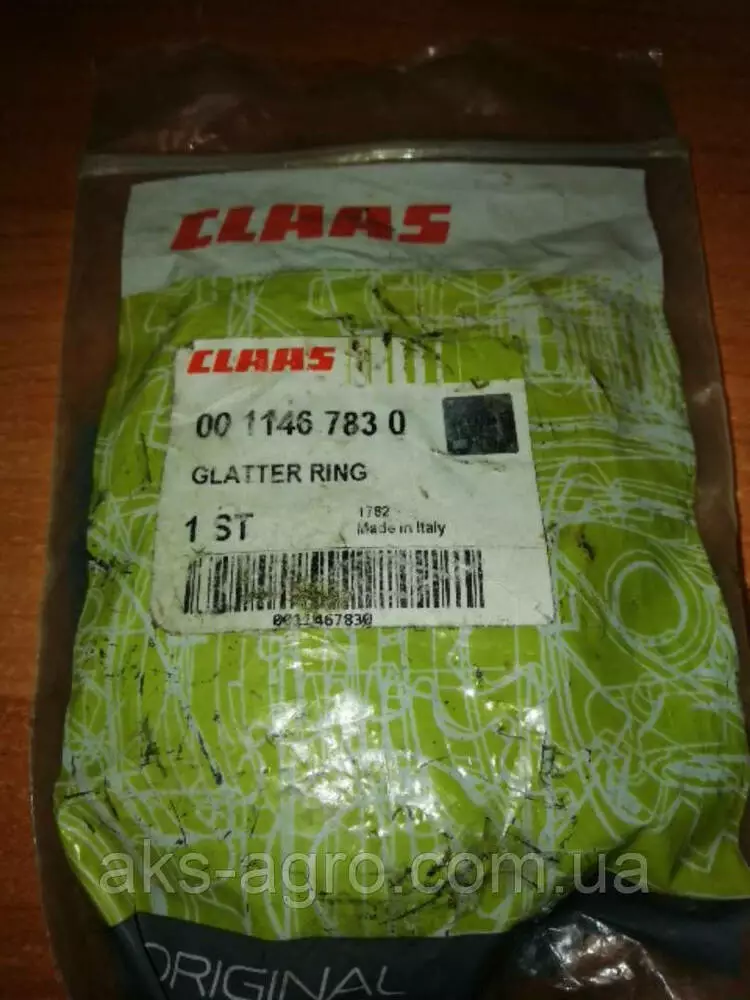 CLAAS
CLAAS
00 1146 783 0
GLATTER RING
1 ST
1782
Made in Italy
0011467830
aks-agro.com.ua
ORIGINAL